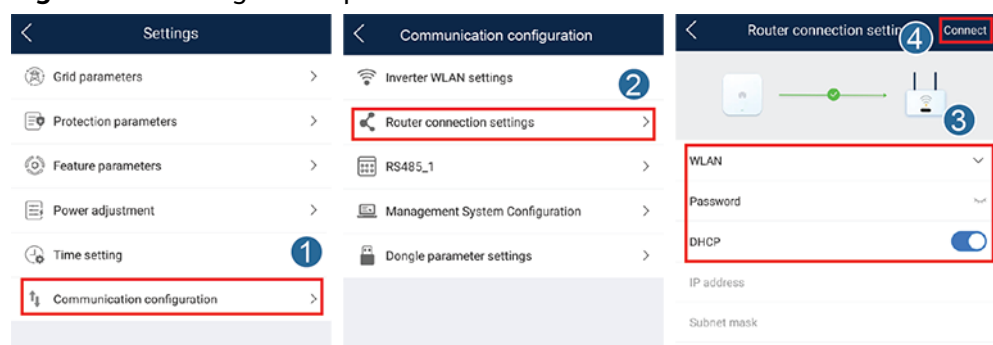 Settings
Grid parameters
Protection parameters
Feature parameters
Power adjustment
Time setting
1
Communication configuration
Communication configuration
Inverter WLAN settings
2
Router connection settings
RS485_1
Management System Configuration
Dongle parameter settings
Router connection settin
4
Connect
3
WLAN
Password
DHCP
IP address
Subnet mask